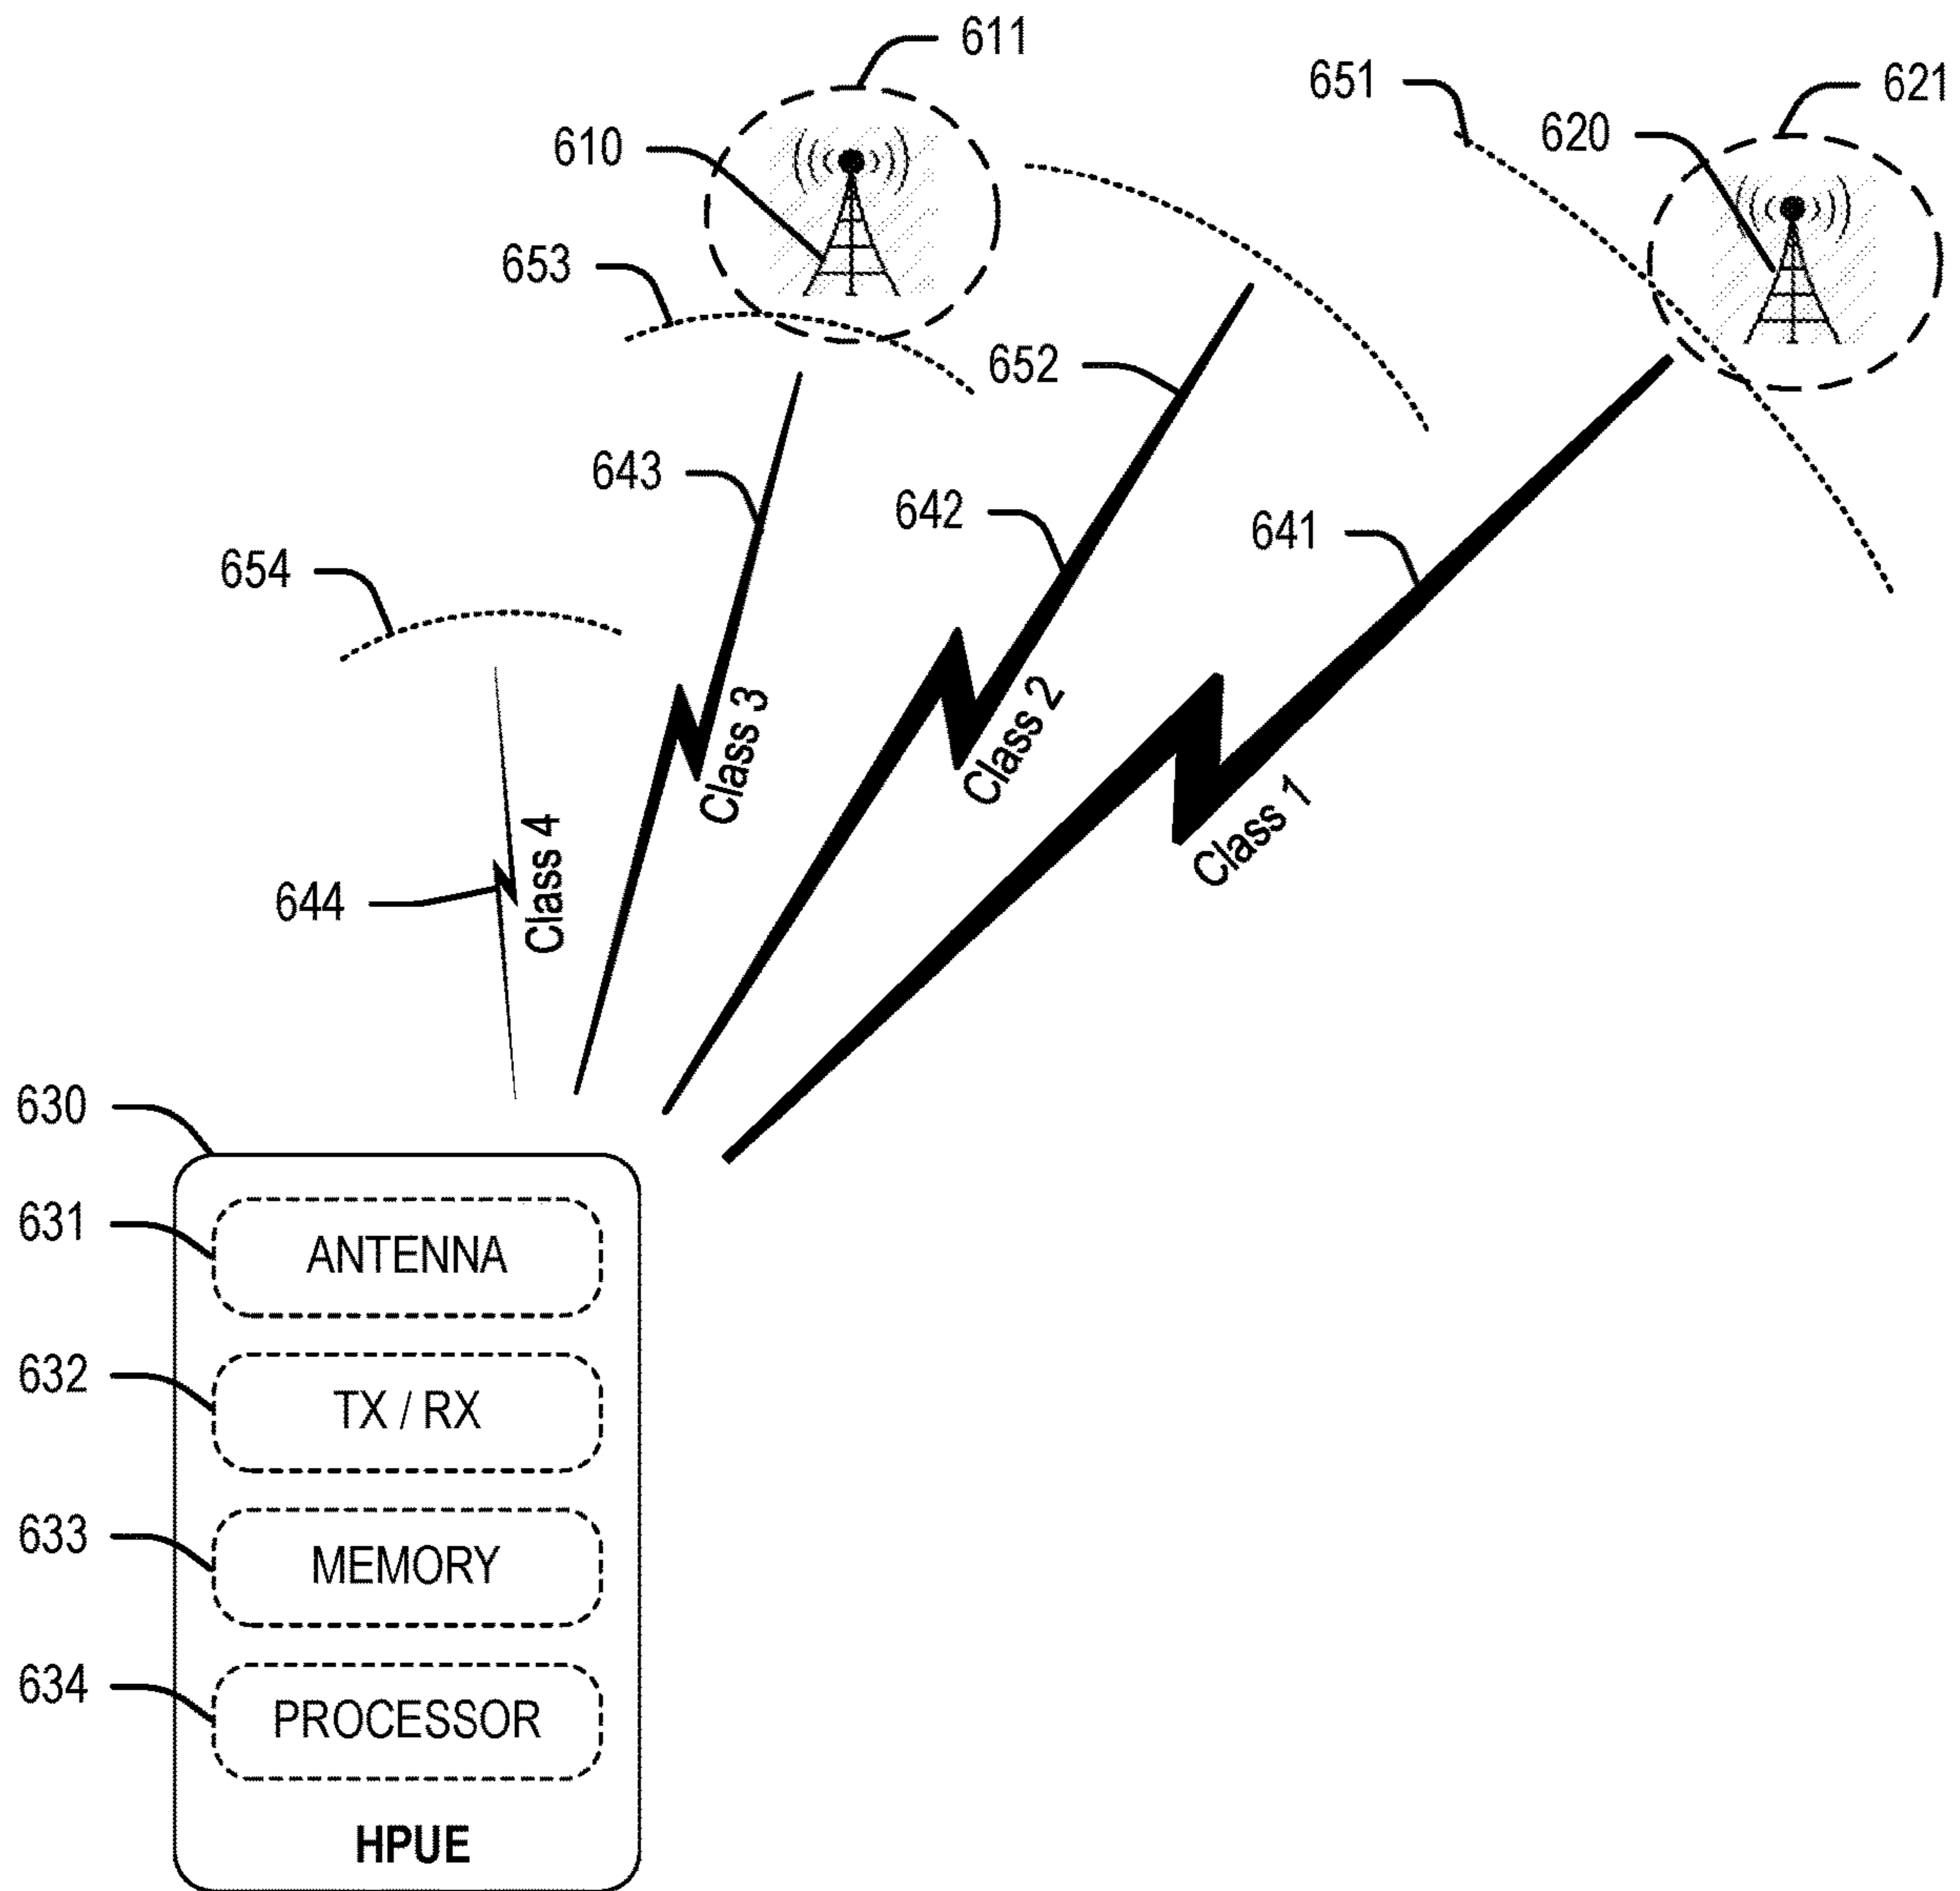 611
651
621
610
620
653
652
643
642
641
654
Class 3
Class 2
Class 1
Class 4
644
630
631
ANTENNA
632
TX / RX
633
MEMORY
634
PROCESSOR
HPUE